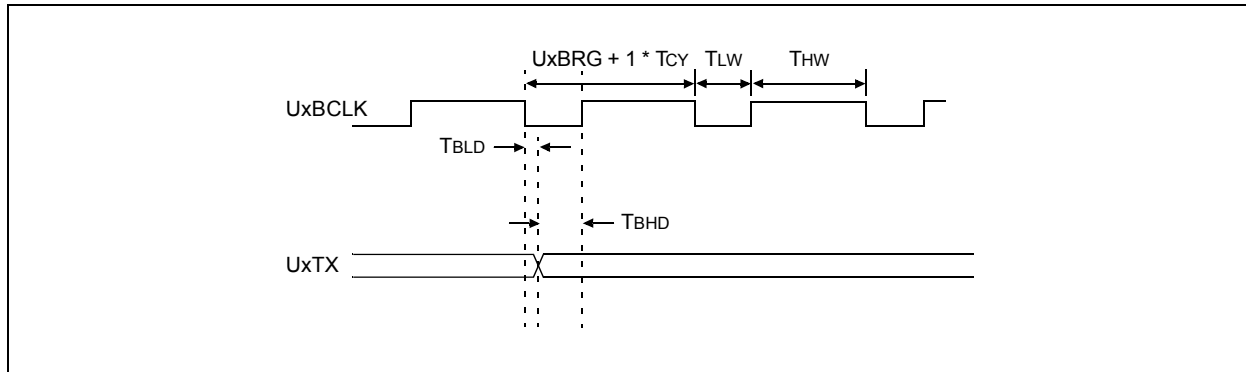 UxBRG + 1 * TCY TLW THW
UxBCLK
TBLD
TBHD
UxTX